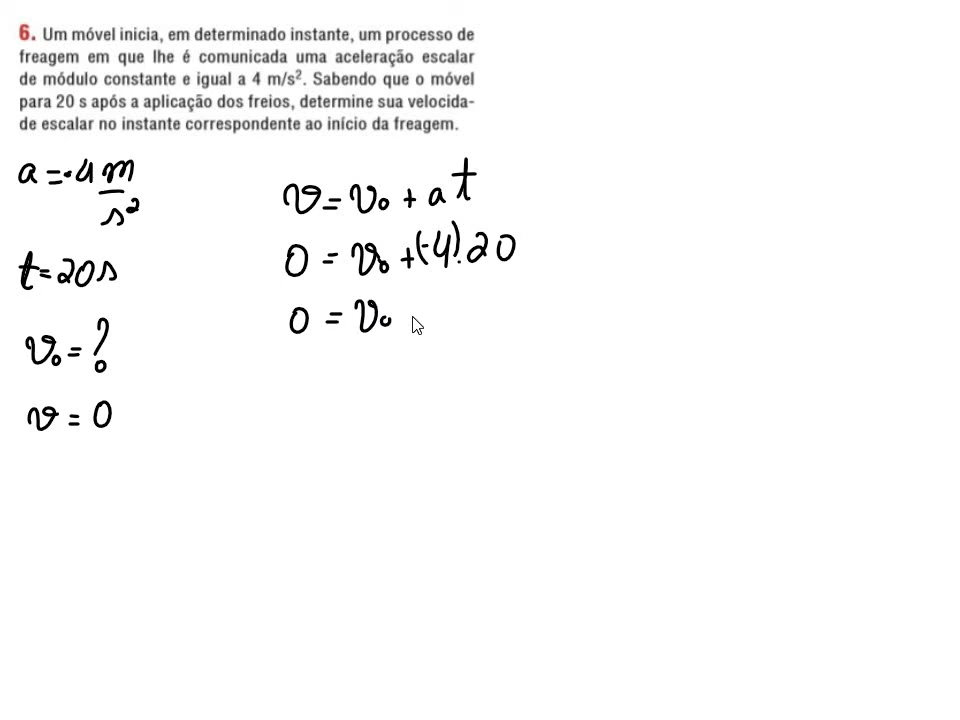 6. Um móvel inicia, em determinado instante, um processo de
freagem em que lhe é comunicada uma aceleração escalar
de módulo constante e igual a 4 m/s². Sabendo que o móvel
para 20 s após a aplicação dos freios, determine sua velocida-
de escalar no instante correspondente ao início da freagem.
a = -4 m/s²
t = 20 s
v₀ = ?
v = 0
v = v₀ + a t
0 = v₀ + (-4).20
0 = v₀